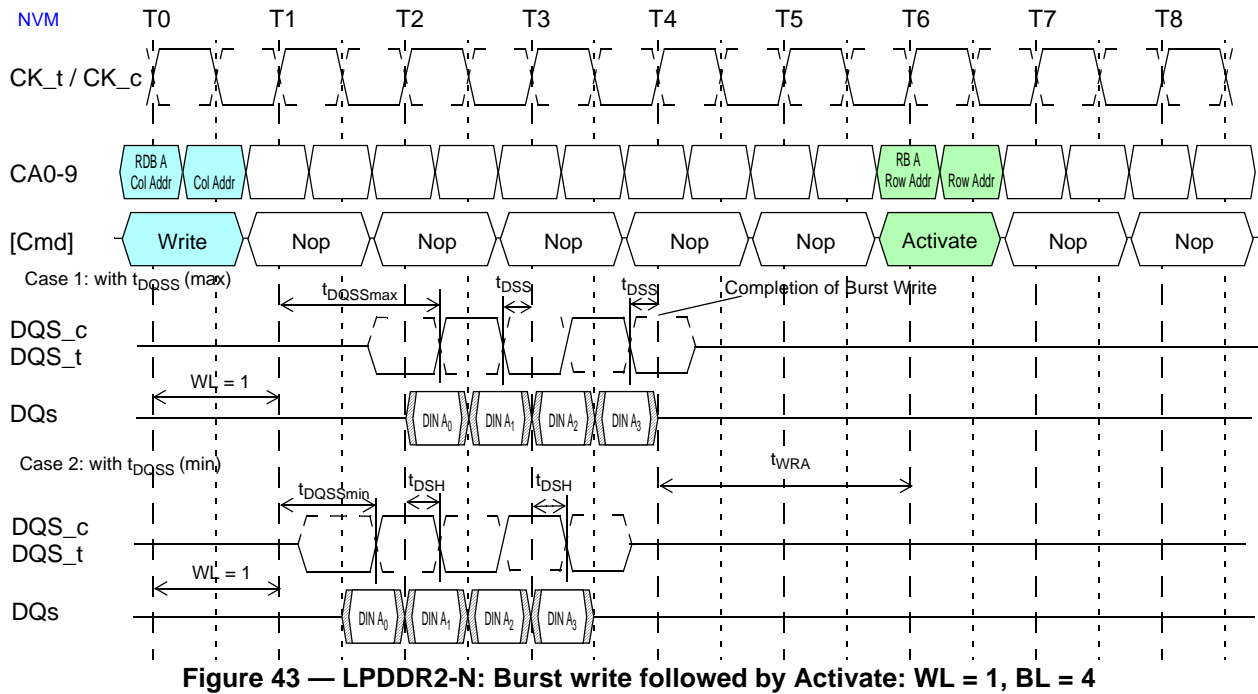 NVM
T0 T1 T2 T3 T4 T5 T6 T7 T8
CK_t / CK_c
CA0-9
RDB A
Col Addr
Col Addr
RB A
Row Addr
Row Addr
[Cmd]
Write Nop Nop Nop Nop Nop Activate Nop Nop
Case 1: with tDQSS (max)
tDQSSmax
tDSS
tDSS
Completion of Burst Write
DQS_c
DQS_t
WL = 1
DQs
DIN A0 DIN A1 DIN A2 DIN A3
Case 2: with tDQSS (min)
tWRA
tDQSSmin
tDSH
tDSH
DQS_c
DQS_t
WL = 1
DQs
DIN A0 DIN A1 DIN A2 DIN A3
Figure 43 — LPDDR2-N: Burst write followed by Activate: WL = 1, BL = 4